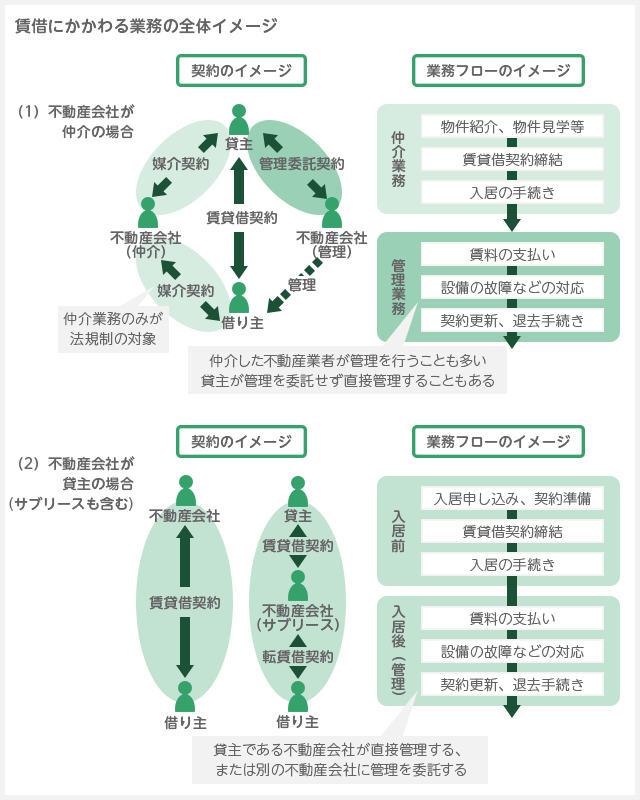 賃借にかかわる業務の全体イメージ
契約のイメージ
業務フローのイメージ
(1) 不動産会社が
仲介の場合
貸主
媒介契約
管理委託契約
賃貸借契約
不動産会社
(仲介)
不動産会社
(管理)
媒介契約
管理
借り主
仲介業務のみが
法規制の対象
仲介業務
物件紹介、物件見学等
賃貸借契約締結
入居の手続き
管理業務
賃料の支払い
設備の故障などの対応
契約更新、退去手続き
仲介した不動産業者が管理を行うことも多い
貸主が管理を委託せず直接管理することもある
契約のイメージ
業務フローのイメージ
(2) 不動産会社が
貸主の場合
(サブリースも含む)
不動産会社
賃貸借契約
借り主
貸主
賃貸借契約
不動産会社
(サブリース)
転賃借契約
借り主
入居前
入居申し込み、契約準備
賃貸借契約締結
入居の手続き
入居後(管理)
賃料の支払い
設備の故障などの対応
契約更新、退去手続き
貸主である不動産会社が直接管理する、
または別の不動産会社に管理を委託する